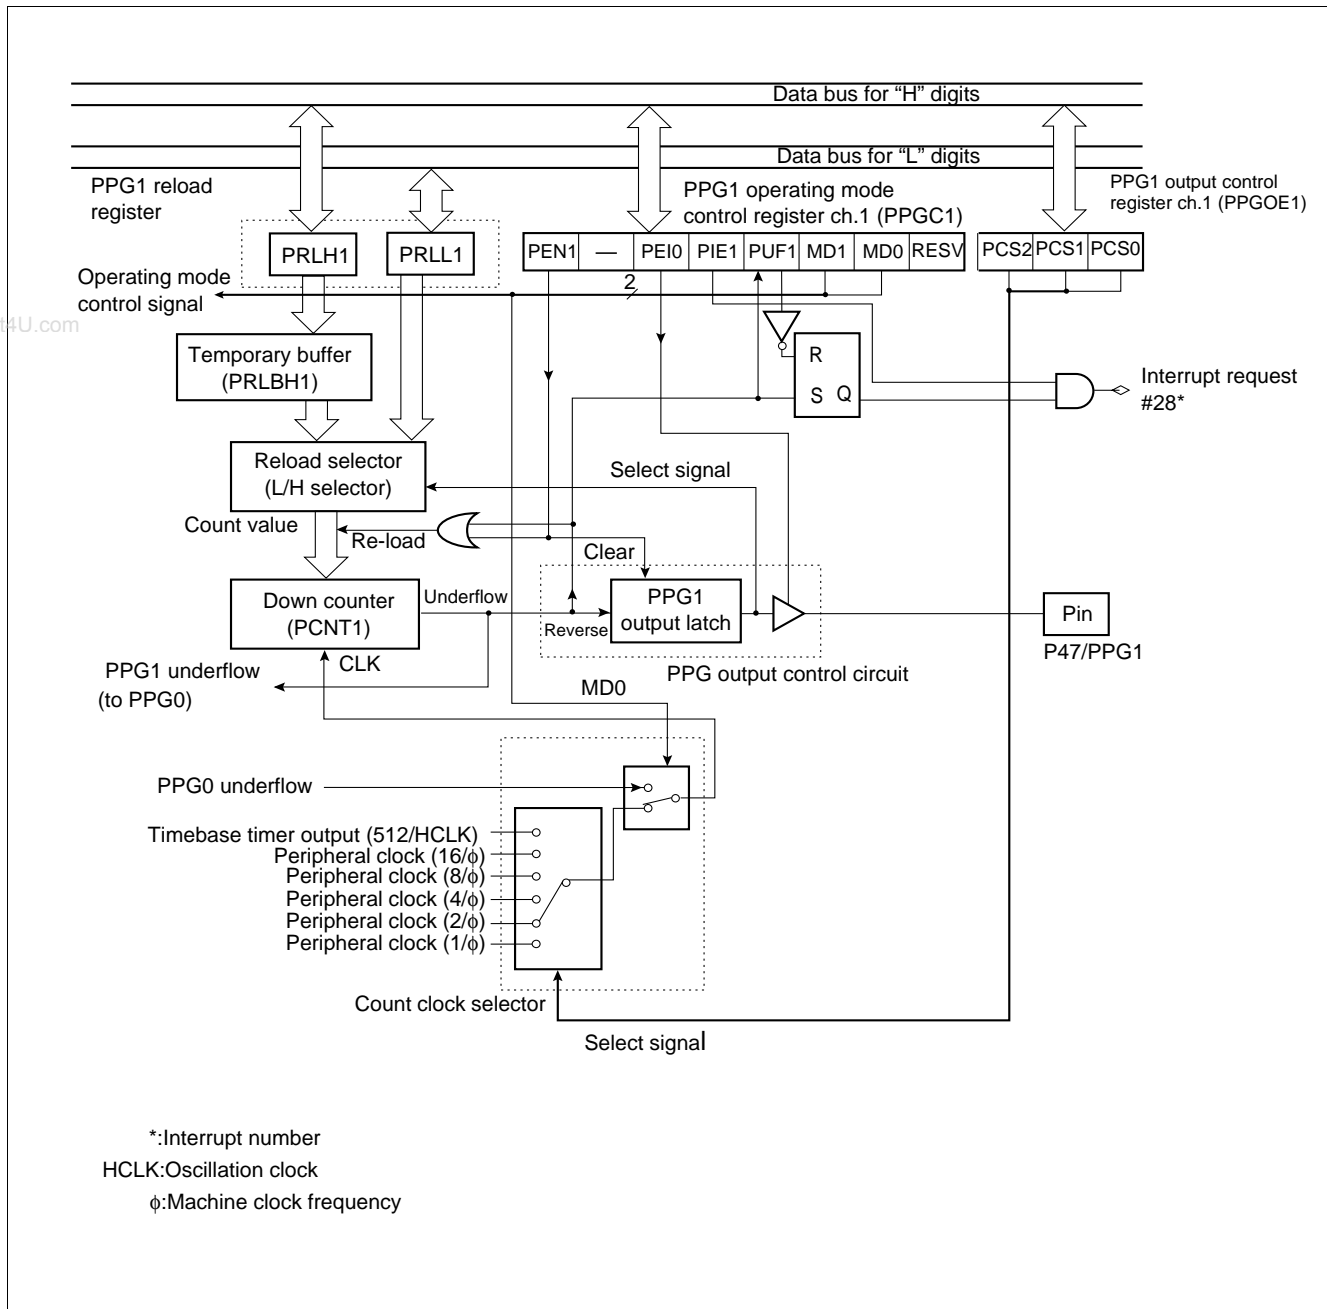 Data bus for “H” digits
Data bus for “L” digits
PPG1 reload
register
PPG1 operating mode
control register ch.1 (PPGC1)
PPG1 output control
register ch.1 (PPGOE1)
PRLH1
PRLL1
PEN1 — PEI0 PIE1 PUF1 MD1 MD0 RESV
PCS2 PCS1 PCS0
Operating mode
control signal
2
t4U.com
Temporary buffer
(PRLBH1)
R
S Q
Interrupt request
#28*
Reload selector
(L/H selector)
Select signal
Count value
Re-load
Clear
Down counter
(PCNT1)
Underflow
Reverse
PPG1
output latch
Pin
P47/PPG1
CLK
PPG1 underflow
(to PPG0)
PPG output control circuit
MD0
PPG0 underflow
Timebase timer output (512/HCLK)
Peripheral clock (16/ϕ)
Peripheral clock (8/ϕ)
Peripheral clock (4/ϕ)
Peripheral clock (2/ϕ)
Peripheral clock (1/ϕ)
Count clock selector
Select signal
*:Interrupt number
HCLK:Oscillation clock
ϕ:Machine clock frequency